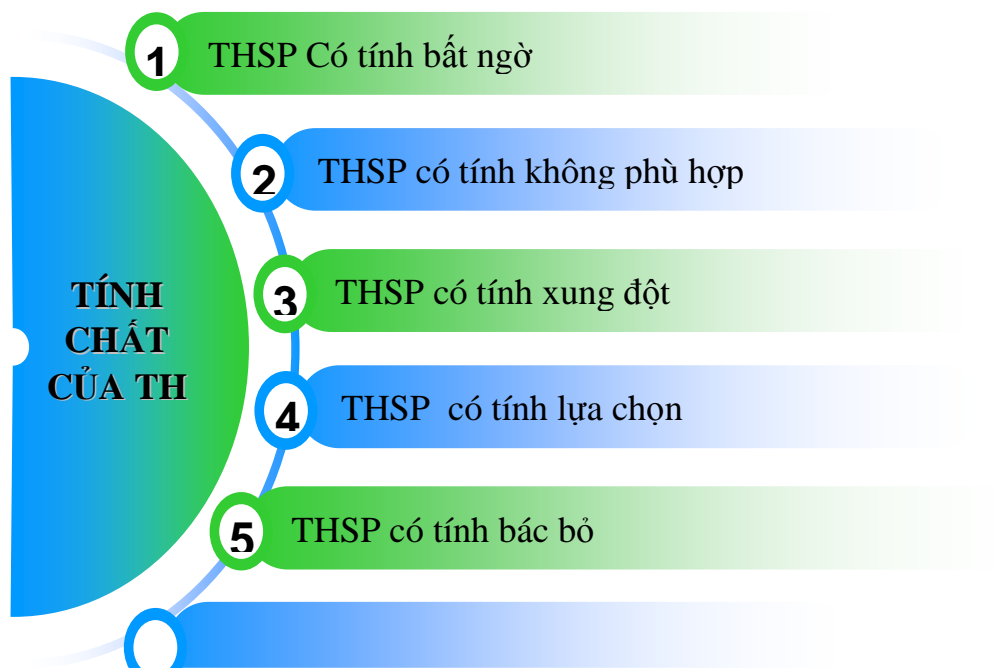 1
THSP Có tính bất ngờ
2
THSP có tính không phù hợp
TÍNH
CHẤT
CỦA TH
3
THSP có tính xung đột
4
THSP có tính lựa chọn
5
THSP có tính bác bỏ